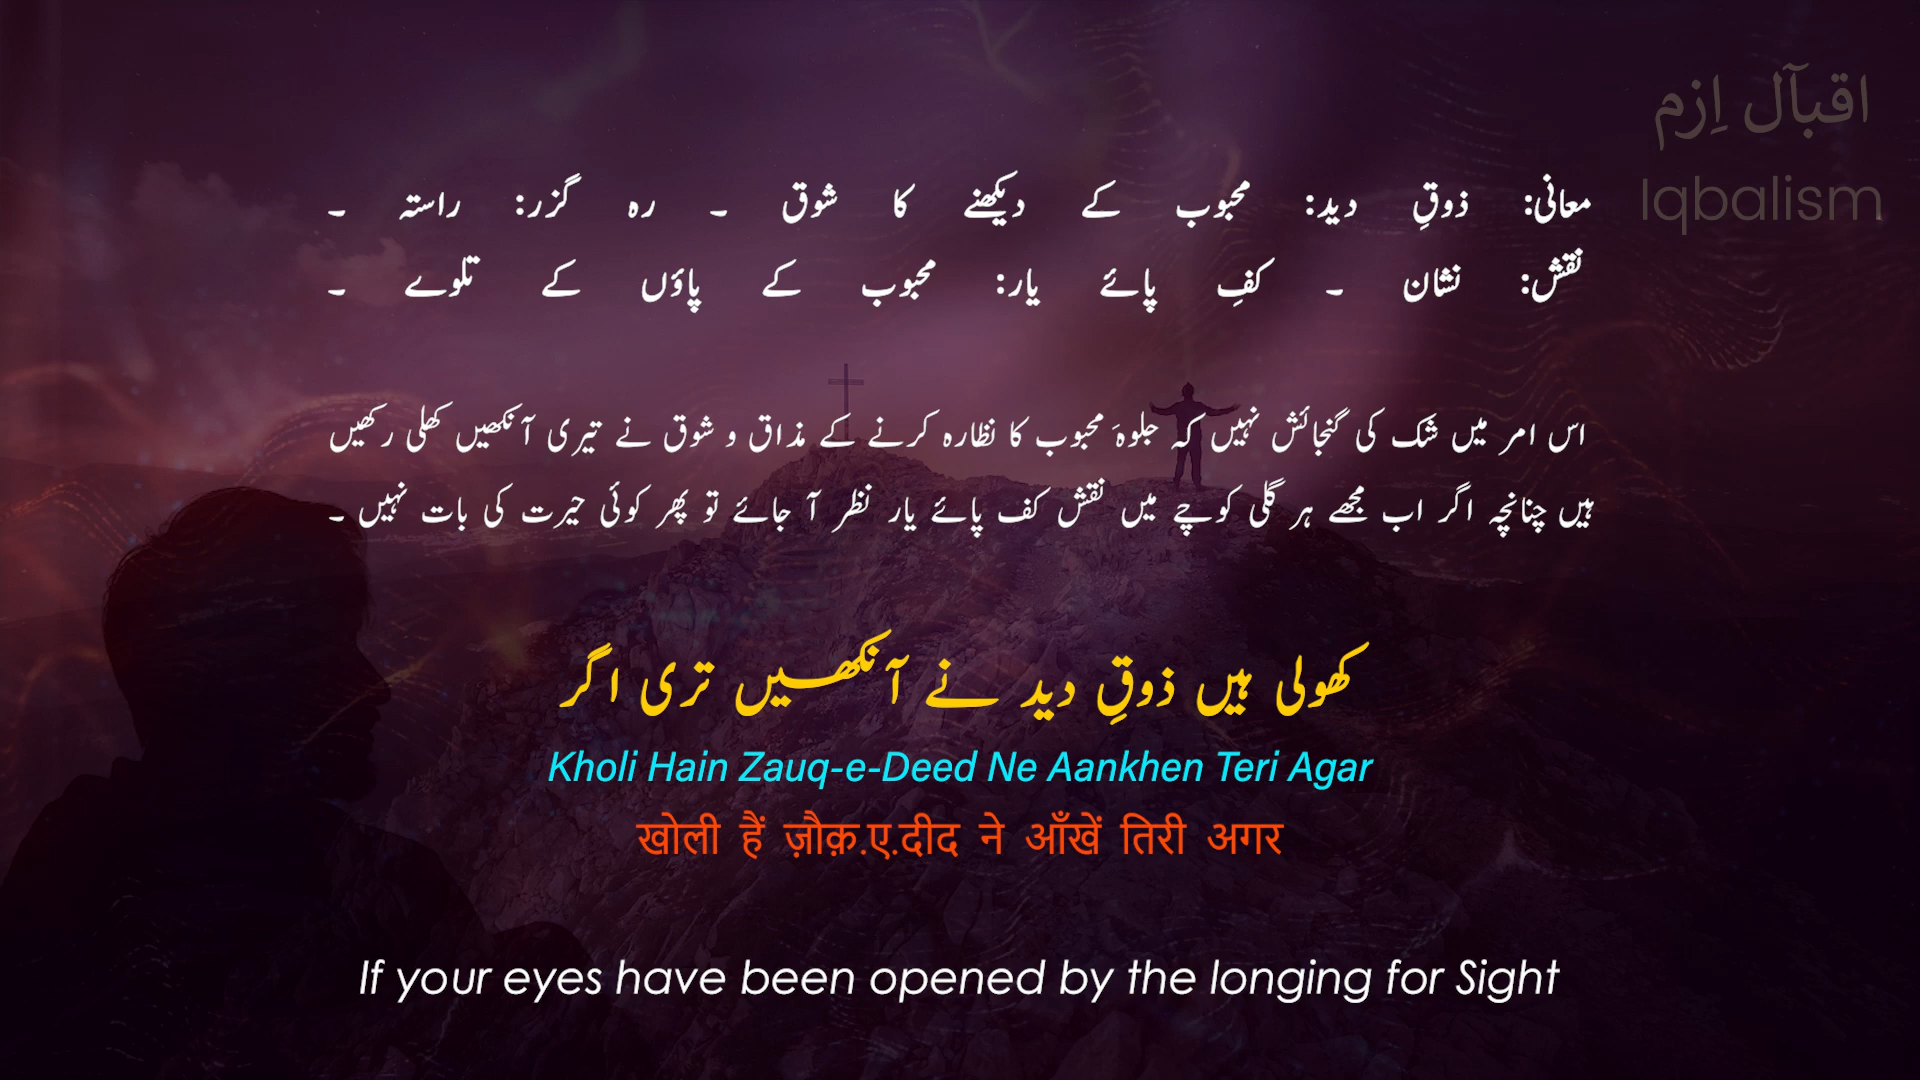 اقبآل اِزم
Iqbalism
معانی: ذوقِ دید: محبوب کے دیکھنے کا شوق ۔ رہ گزر: راستہ ۔
نقش: نشان ۔ کفِ پائے یار: محبوب کے پاؤں کے تلوے ۔
اس امر میں شک کی گنجائش نہیں کہ جلوہَ محبوب کا نظارہ کرنے کے مذاق و شوق نے تیری آنکھیں کھلی رکھیں
ہیں چنانچہ اگر اب مجھے ہر گلی کوچے میں نقش کف پائے یار نظر آ جائے تو پھر کوئی حیرت کی بات نہیں ۔
کھولی ہیں ذوقِ دید نے آنکھیں تری اگر
Kholi Hain Zauq-e-Deed Ne Aankhen Teri Agar
खोली हैं ज़ौक़.ए.दीद ने आँखें तिरी अगर
If your eyes have been opened by the longing for Sight